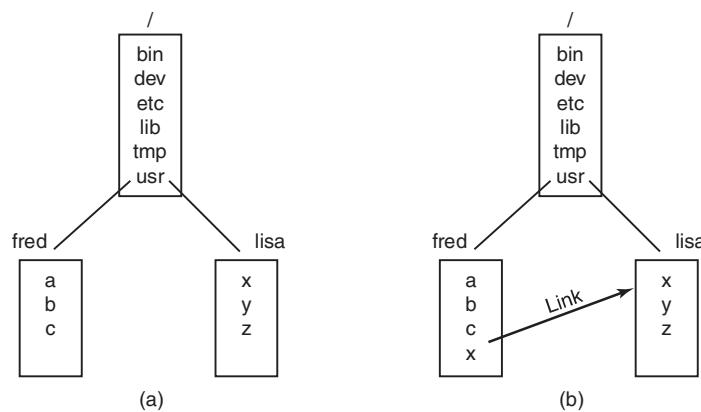 /
bin
dev
etc
lib
tmp
usr
fred
lisa
a
b
c
x
y
z
(a)
/
bin
dev
etc
lib
tmp
usr
fred
lisa
a
b
c
x
Link
x
y
z
(b)